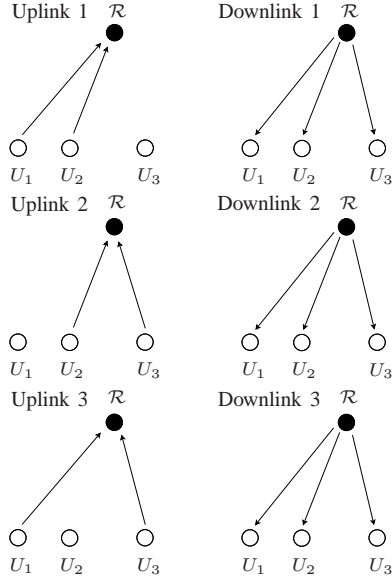 Uplink 1 𝓡 Downlink 1 𝓡
U₁ U₂ U₃ U₁ U₂ U₃
Uplink 2 𝓡 Downlink 2 𝓡
U₁ U₂ U₃ U₁ U₂ U₃
Uplink 3 𝓡 Downlink 3 𝓡
U₁ U₂ U₃ U₁ U₂ U₃